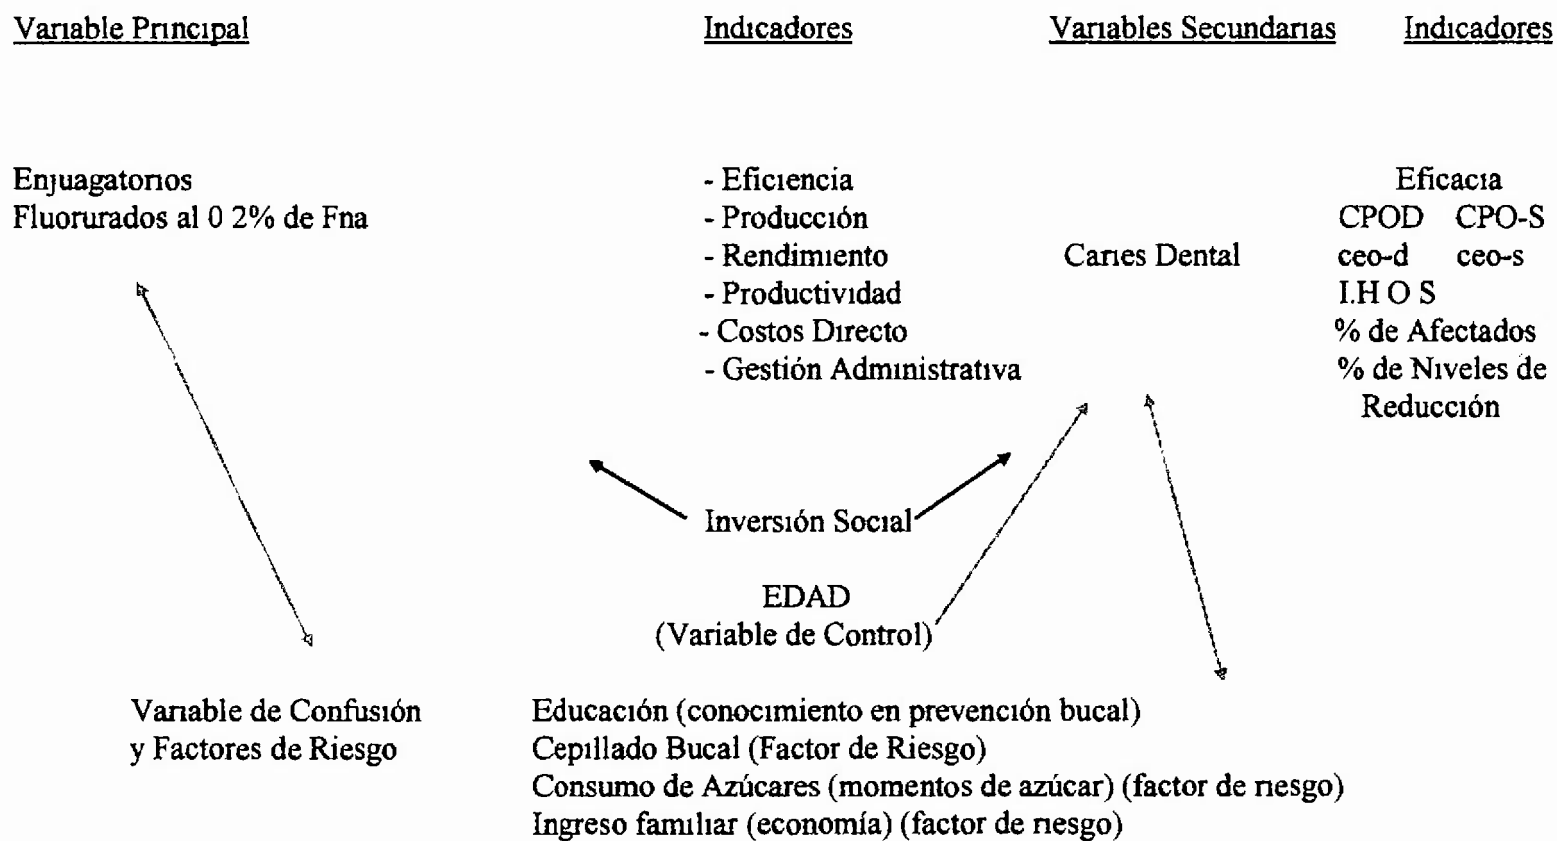 Variable Principal Indicadores Variables Secundarias Indicadores
Enjuagatorios - Eficiencia Eficacia
Fluorurados al 0 2% de Fna - Producción CPOD CPO-S
- Rendimiento Caries Dental ceo-d ceo-s
- Productividad I.H O S
- Costos Directo % de Afectados
- Gestión Administrativa % de Niveles de
Reducción
Inversión Social
EDAD
(Variable de Control)
Variable de Confusión Educación (conocimiento en prevención bucal)
y Factores de Riesgo Cepillado Bucal (Factor de Riesgo)
Consumo de Azúcares (momentos de azúcar) (factor de riesgo)
Ingreso familiar (economía) (factor de riesgo)